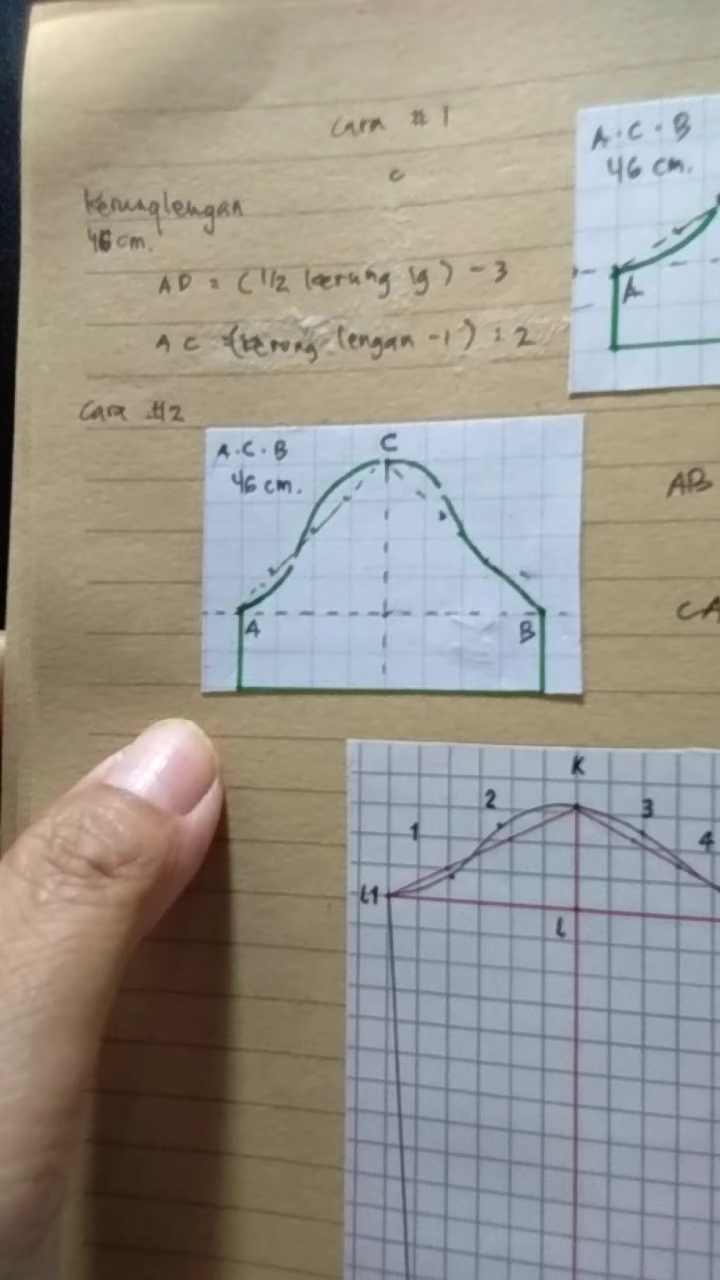 Cara #1
c
A.C.B
46 cm.
Kerunglengan
46 cm.
AD = (1/2 kerung lg) - 3
A
AC =(kerung lengan -1) : 2
Cara #2
A.C.B
46 cm.
C
AB
A
B
CA
K
2
3
1
4
L1
L